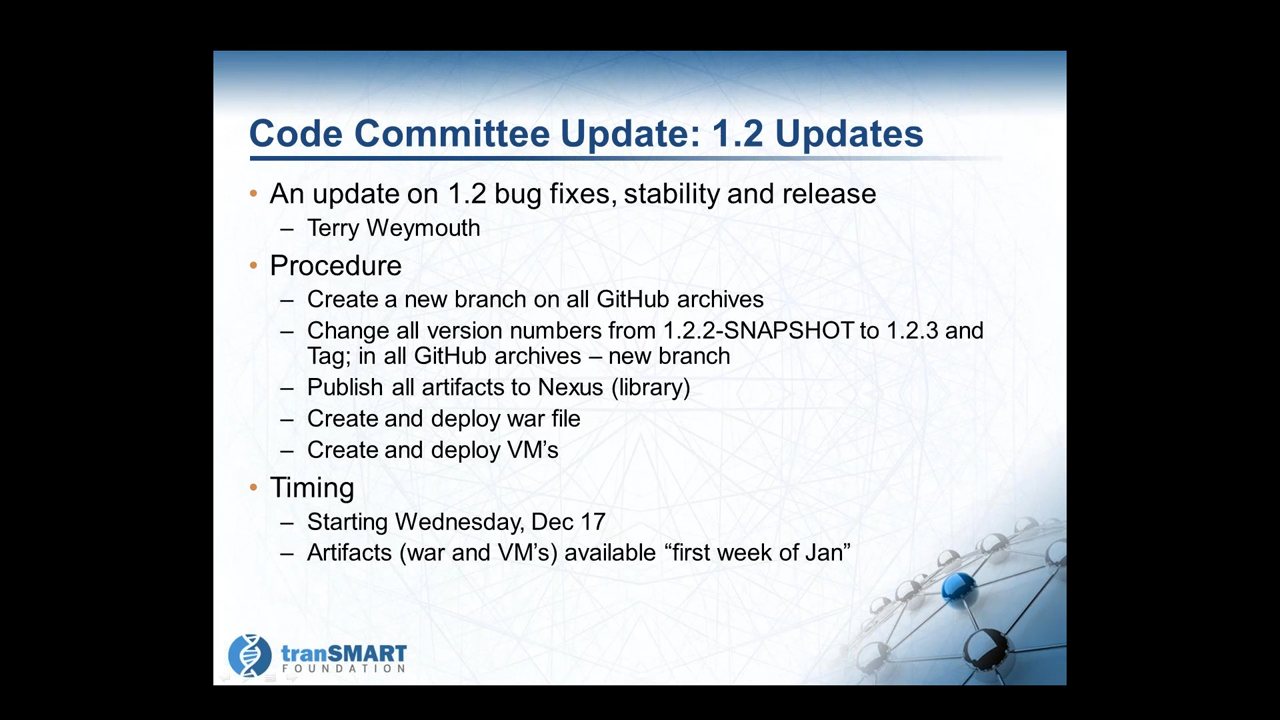 Code Committee Update: 1.2 Updates
• An update on 1.2 bug fixes, stability and release
– Terry Weymouth
• Procedure
– Create a new branch on all GitHub archives
– Change all version numbers from 1.2.2-SNAPSHOT to 1.2.3 and
Tag; in all GitHub archives – new branch
– Publish all artifacts to Nexus (library)
– Create and deploy war file
– Create and deploy VM’s
• Timing
– Starting Wednesday, Dec 17
– Artifacts (war and VM’s) available “first week of Jan”
tranSMART
FOUNDATION